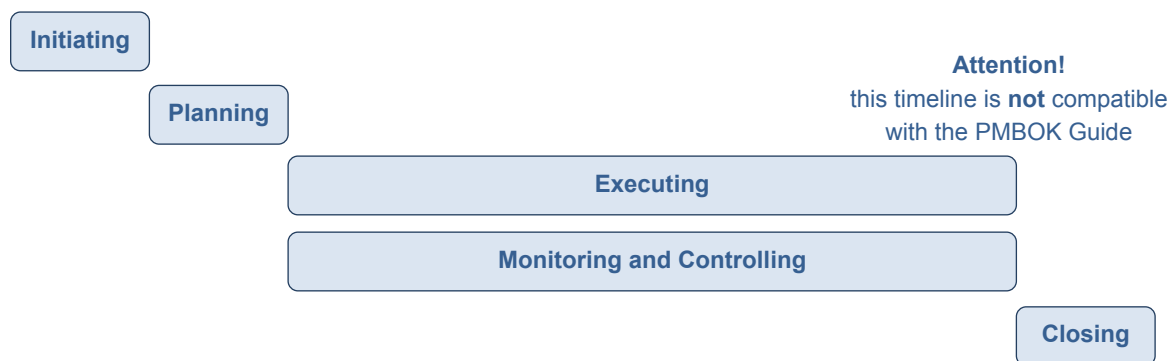 Initiating
Attention!
this timeline is not compatible
with the PMBOK Guide
Planning
Executing
Monitoring and Controlling
Closing